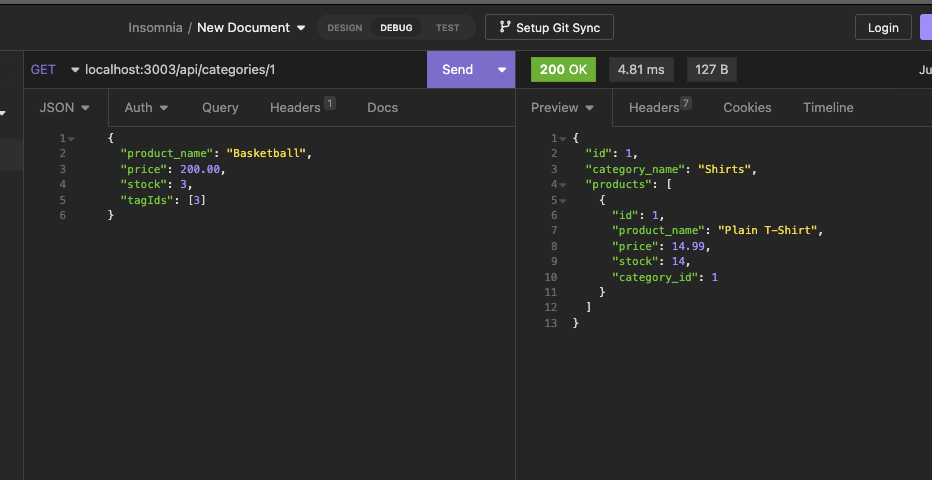 Insomnia / New Document DESIGN DEBUG TEST Setup Git Sync Login
GET localhost:3003/api/categories/1 Send 200 OK 4.81 ms 127 B Ju
JSON Auth Query Headers 1 Docs
1 {
2 "product_name": "Basketball",
3 "price": 200.00,
4 "stock": 3,
5 "tagIds": [3]
6 }
Preview Headers 7 Cookies Timeline
1 {
2 "id": 1,
3 "category_name": "Shirts",
4 "products": [
5 {
6 "id": 1,
7 "product_name": "Plain T-Shirt",
8 "price": 14.99,
9 "stock": 14,
10 "category_id": 1
11 }
12 ]
13 }